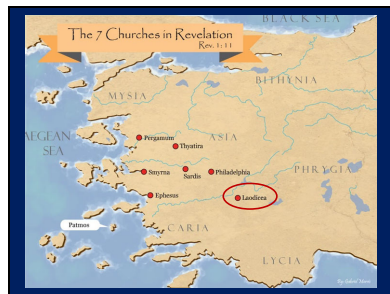 The 7 Churches in Revelation
Rev. 1:11
BLACK SEA
BITHYNIA
MYSIA
AEGEAN
SEA
Pergamum
ASIA
Thyatira
Smyrna
Sardis
Philadelphia
PHRYGIA
Ephesus
Laodicea
Patmos
CARIA
LYCIA